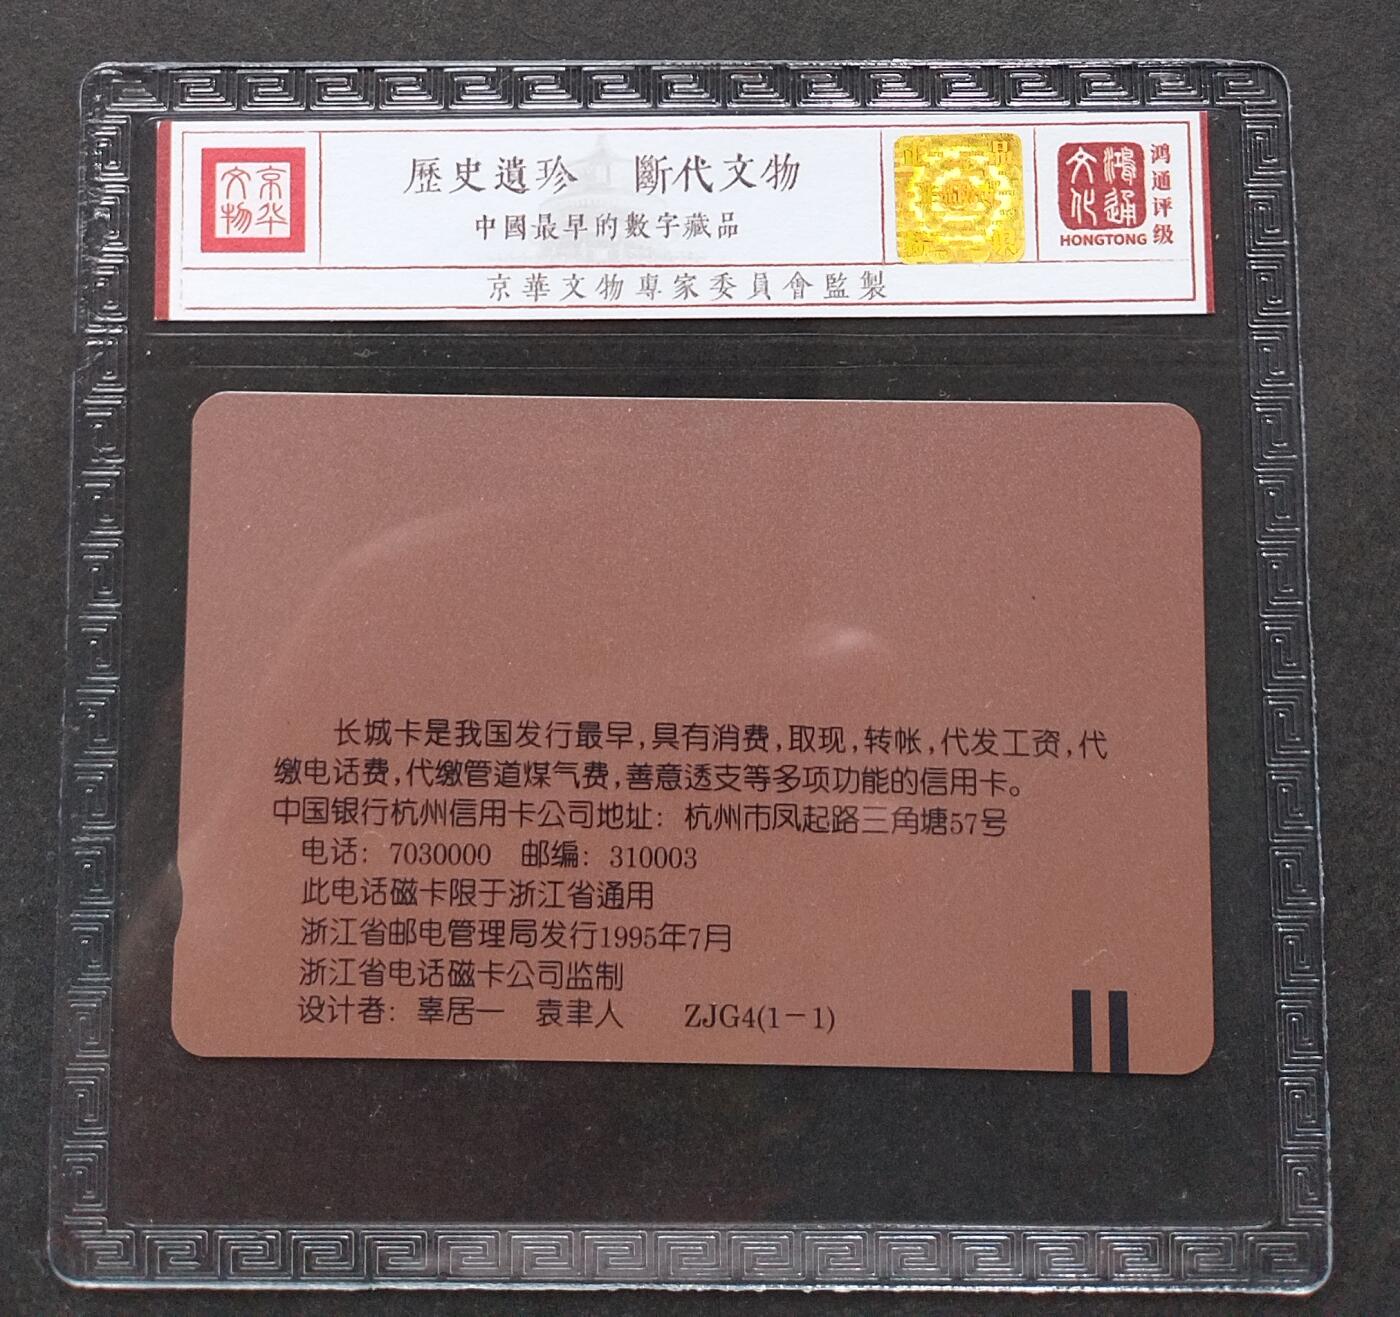 京华文物
歷史遺珍 斷代文物
中國最早的數字藏品
京華文物專家委員會監製
正品
鸿通文化
HONGTONG
鸿通评级
长城卡是我国发行最早,具有消费,取现,转帐,代发工资,代
缴电话费,代缴管道煤气费,善意透支等多项功能的信用卡。
中国银行杭州信用卡公司地址：杭州市凤起路三角塘57号
电话：7030000 邮编：310003
此电话磁卡限于浙江省通用
浙江省邮电管理局发行1995年7月
浙江省电话磁卡公司监制
设计者：辜居一 袁聿人 ZJG4(1－1)